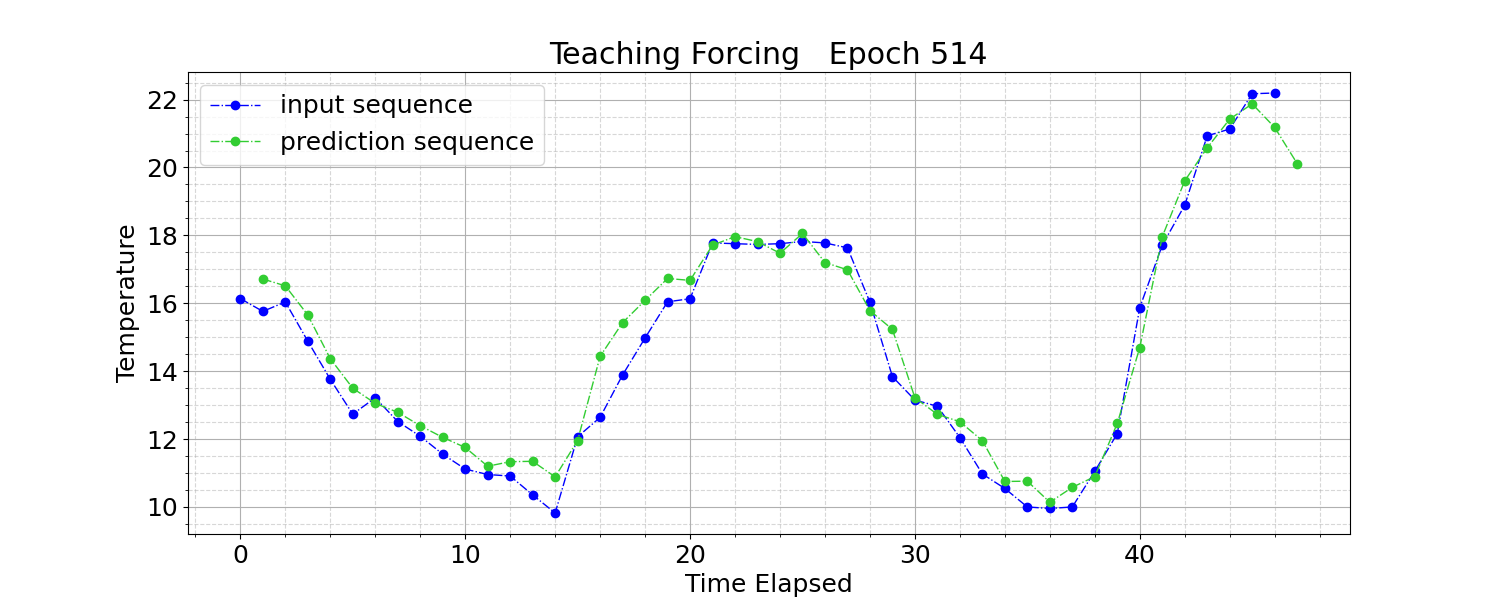 Teaching Forcing   Epoch 514
input sequence
prediction sequence
Temperature
22
20
18
16
14
12
10
0 10 20 30 40
Time Elapsed